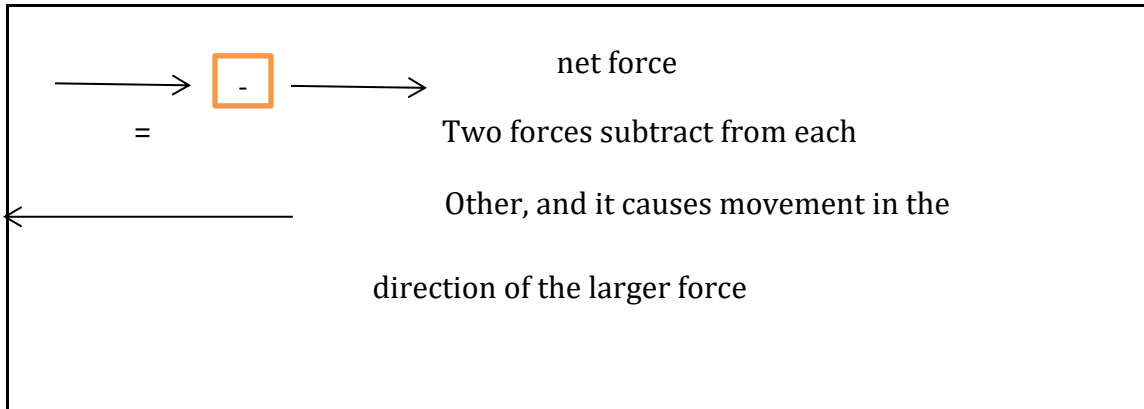 net force
-
= Two forces subtract from each
Other, and it causes movement in the
direction of the larger force